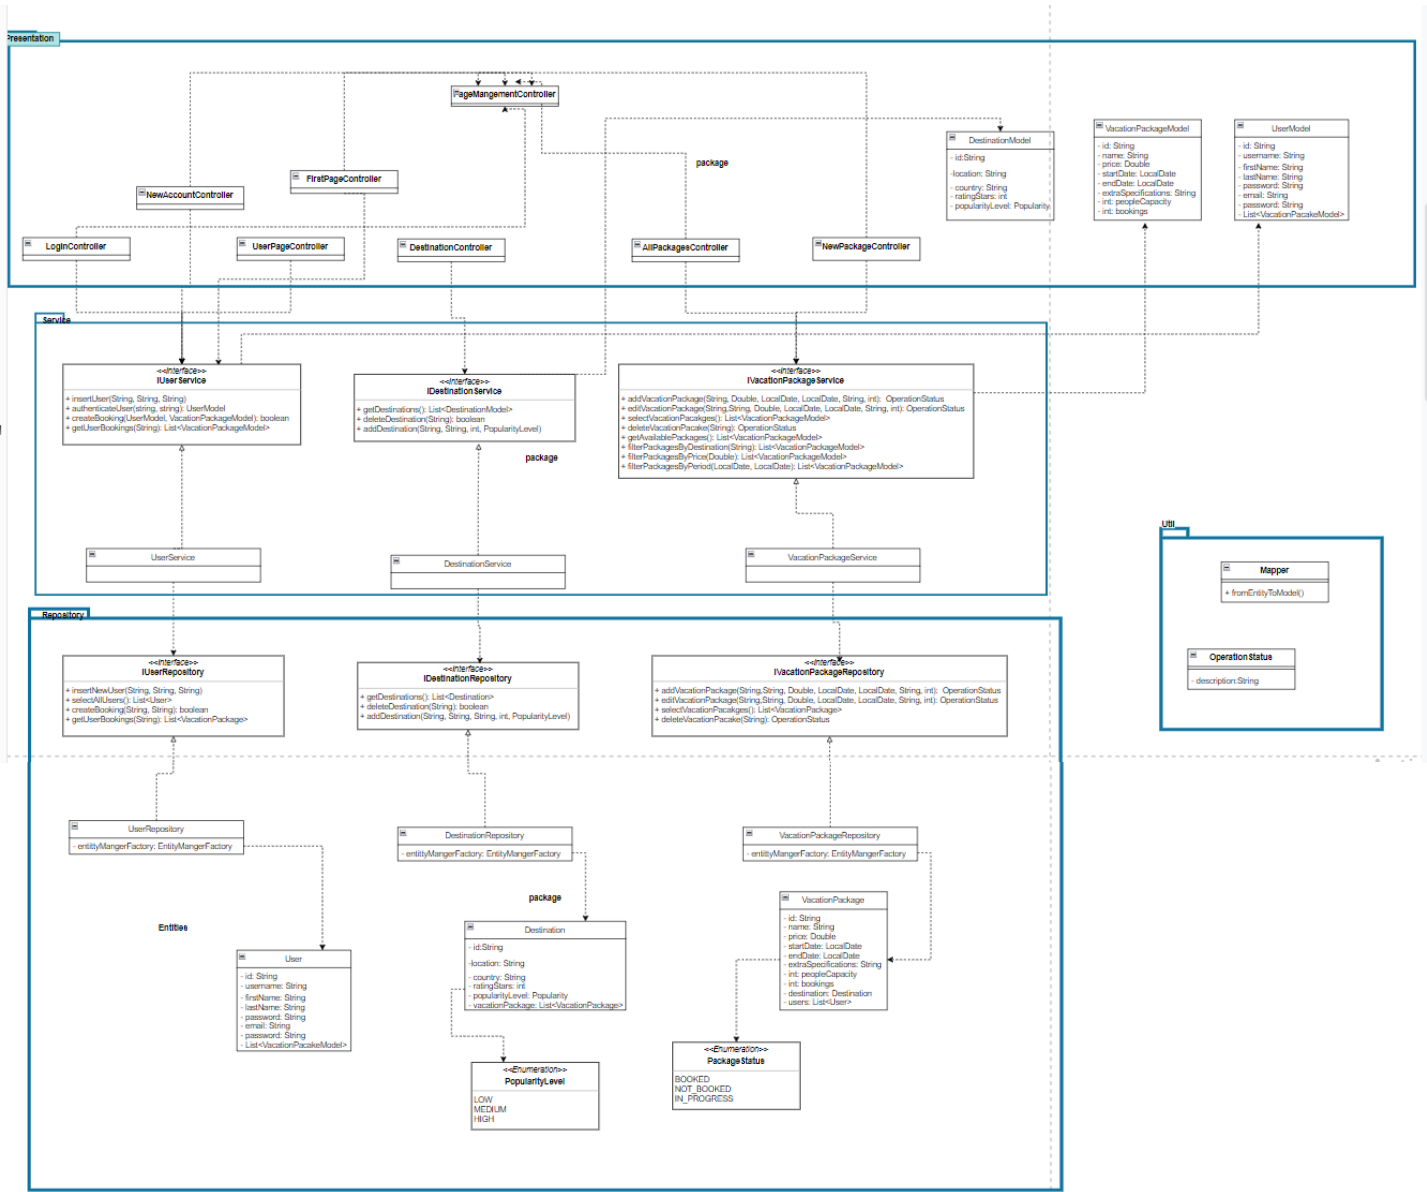 Presentation
PageMangementController
package
DestinationModel
- id:String
-location: String
- country: String
- ratingStars: int
- popularityLevel: Popularity
VacationPackageModel
- id: String
- name: String
- price: Double
- startDate: LocalDate
- endDate: LocalDate
- extraSpecifications: String
- int: peopleCapacity
- int: bookings
UserModel
- id: String
- username: String
- firstName: String
- lastName: String
- password: String
- email: String
- password: String
- List<VacationPacakeModel>
NewAccountController
FirstPageController
LoginController
UserPageController
DestinationController
AllPackagesController
NewPackageController
Service
<<Interface>>
IUserService
+ insertUser(String, String, String)
+ authenticateUser(string, string): UserModel
+ createBooking(UserModel, VacationPackageModel): boolean
+ getUserBookings(String): List<VacationPackageModel>
<<Interface>>
IDestinationService
+ getDestinations(): List<DestinationModel>
+ deleteDestination(String): boolean
+ addDestination(String, String, int, PopularityLevel)
package
<<Interface>>
IVacationPackageService
+ addVacationPackage(String, Double, LocalDate, LocalDate, String, int): OperationStatus
+ editVacationPackage(String,String, Double, LocalDate, LocalDate, String, int): OperationStatus
+ selectVacationPacakges(): List<VacationPackageModel>
+ deleteVacationPacake(String): OperationStatus
+ getAvailablePackages(): List<VacationPackageModel>
+ filterPackagesByDestination(String): List<VacationPackageModel>
+ filterPackagesByPrice(Double): List<VacationPackageModel>
+ filterPackagesByPeriod(LocalDate, LocalDate): List<VacationPackageModel>
UserService
DestinationService
VacationPackageService
Util
Mapper
+ fromEntityToModel()
OperationStatus
- description:String
Repository
<<Interface>>
IUserRepository
+ insertNewUser(String, String, String)
+ selectAllUsers(): List<User>
+ createBooking(String, String): boolean
+ getUserBookings(String): List<VacationPackage>
<<Interface>>
IDestinationRepository
+ getDestinations(): List<Destination>
+ deleteDestination(String): boolean
+ addDestination(String, String, String, int, PopularityLevel)
<<Interface>>
IVacationPackageRepository
+ addVacationPackage(String,String, Double, LocalDate, LocalDate, String, int): OperationStatus
+ editVacationPackage(String,String, Double, LocalDate, LocalDate, String, int): OperationStatus
+ selectVacationPacakges(): List<VacationPackage>
+ deleteVacationPacake(String): OperationStatus
UserRepository
- entittyMangerFactory: EntityMangerFactory
DestinationRepository
- entittyMangerFactory: EntityMangerFactory
VacationPackageRepository
- entittyMangerFactory: EntityMangerFactory
package
Entities
User
- id: String
- username: String
- firstName: String
- lastName: String
- password: String
- email: String
- password: String
- List<VacationPacakeModel>
Destination
- id:String
-location: String
- country: String
- ratingStars: int
- popularityLevel: Popularity
- vacationPackage: List<VacationPackage>
VacationPackage
- id: String
- name: String
- price: Double
- startDate: LocalDate
- endDate: LocalDate
- extraSpecifications: String
- int: peopleCapacity
- int: bookings
- destination: Destination
- users: List<User>
<<Enumeration>>
PopularityLevel
LOW
MEDIUM
HIGH
<<Enumeration>>
PackageStatus
BOOKED
NOT_BOOKED
IN_PROGRESS